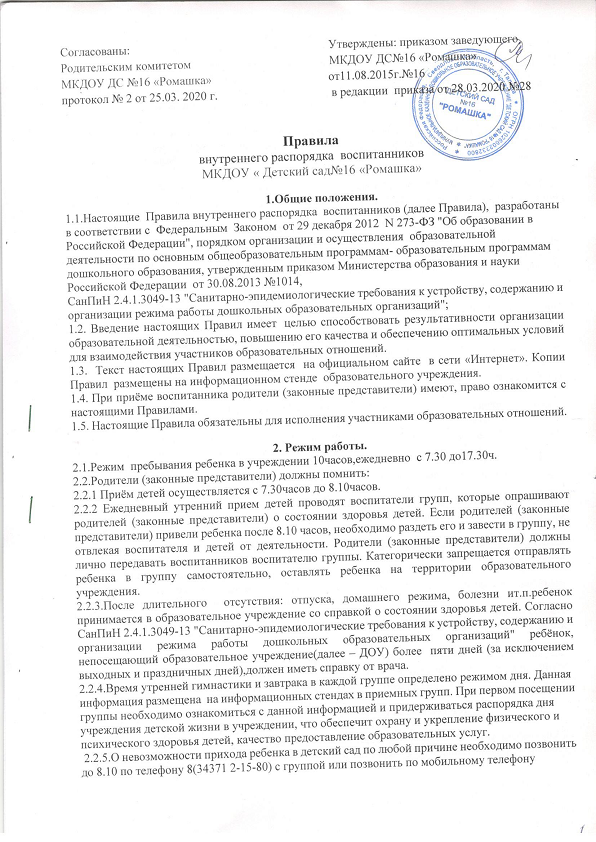 Согласованы:
Родительским комитетом
МКДОУ ДС №16 «Ромашка»
протокол № 2 от 25.03. 2020 г.
Утверждены: приказом заведующего
МКДОУ ДС№16 «Ромашка»
от11.08.2015г.№16
в редакции приказа от 28.03.2020 №28
ДЕТСКИЙ САД
№16
"РОМАШКА"
Правила
внутреннего распорядка воспитанников
МКДОУ « Детский сад№16 «Ромашка»
1.Общие положения.
1.1.Настоящие Правила внутреннего распорядка воспитанников (далее Правила), разработаны
в соответствии с Федеральным Законом от 29 декабря 2012 N 273-ФЗ "Об образовании в
Российской Федерации", порядком организации и осуществления образовательной
деятельности по основным общеобразовательным программам- образовательным программам
дошкольного образования, утвержденным приказом Министерства образования и науки
Российской Федерации от 30.08.2013 №1014,
СанПиН 2.4.1.3049-13 "Санитарно-эпидемиологические требования к устройству, содержанию и
организации режима работы дошкольных образовательных организаций";
1.2. Введение настоящих Правил имеет целью способствовать результативности организации
образовательной деятельностью, повышению его качества и обеспечению оптимальных условий
для взаимодействия участников образовательных отношений.
1.3. Текст настоящих Правил размещается на официальном сайте в сети «Интернет». Копии
Правил размещены на информационном стенде образовательного учреждения.
1.4. При приёме воспитанника родители (законные представители) имеют, право ознакомится с
настоящими Правилами.
1.5. Настоящие Правила обязательны для исполнения участниками образовательных отношений.
2. Режим работы.
2.1.Режим пребывания ребенка в учреждении 10часов,ежедневно с 7.30 до17.30ч.
2.2.Родители (законные представители) должны помнить:
2.2.1 Приём детей осуществляется с 7.30часов до 8.10часов.
2.2.2 Ежедневный утренний прием детей проводят воспитатели групп, которые опрашивают
родителей (законные представители) о состоянии здоровья детей. Если родителей (законные
представители) привели ребенка после 8.10 часов, необходимо раздеть его и завести в группу, не
отвлекая воспитателя и детей от деятельности. Родители (законные представители) должны
лично передавать воспитанников воспитателю группы. Категорически запрещается отправлять
ребенка в группу самостоятельно, оставлять ребенка на территории образовательного
учреждения.
2.2.3.После длительного отсутствия: отпуска, домашнего режима, болезни ит.п.ребенок
принимается в образовательное учреждение со справкой о состоянии здоровья детей. Согласно
СанПиН 2.4.1.3049-13 "Санитарно-эпидемиологические требования к устройству, содержанию и
организации режима работы дошкольных образовательных организаций" ребёнок,
непосещающий образовательное учреждение(далее – ДОУ) более пяти дней (за исключением
выходных и праздничных дней),должен иметь справку от врача.
2.2.4.Время утренней гимнастики и завтрака в каждой группе определено режимом дня. Данная
информация размещена на информационных стендах в приемных групп. При первом посещении
группы необходимо ознакомиться с данной информацией и придерживаться распорядка дня
учреждения детской жизни в учреждении, что обеспечит охрану и укрепление физического и
психического здоровья детей, качество предоставление образовательных услуг.
2.2.5.О невозможности прихода ребенка в детский сад по любой причине необходимо позвонить
до 8.10 по телефону 8(34371 2-15-80) с группой или позвонить по мобильному телефону
1